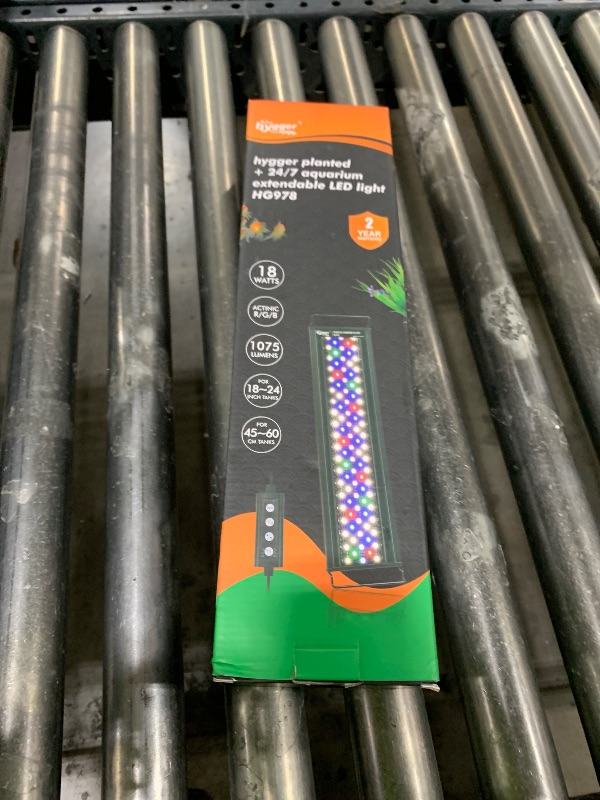 hygger
hygger planted
+ 24/7 aquarium
extendable LED light
HG978
2
YEAR
WARRANTY
18
WATTS
ACTINIC
R/G/B
1075
LUMENS
FOR
18~24
INCH TANKS
FOR
45~60
CM TANKS